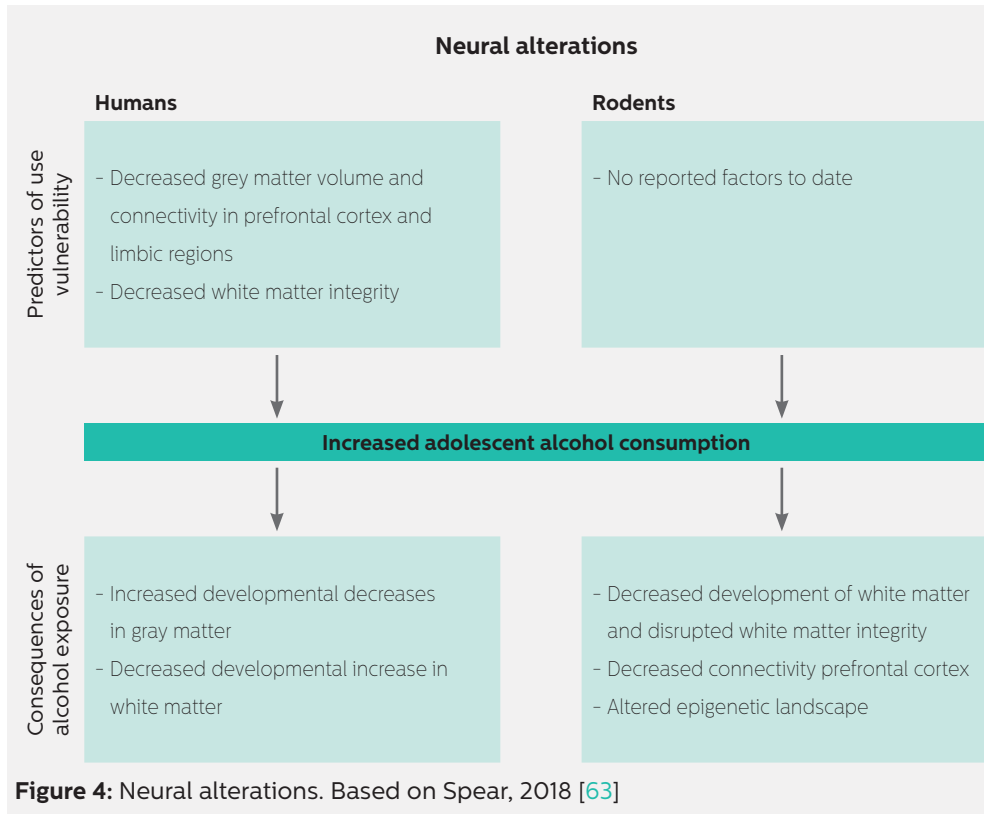 Neural alterations
Humans
Rodents
Predictors of use
vulnerability
- Decreased grey matter volume and
connectivity in prefrontal cortex and
limbic regions
- Decreased white matter integrity
- No reported factors to date
Increased adolescent alcohol consumption
Consequences of
alcohol exposure
- Increased developmental decreases
in gray matter
- Decreased developmental increase in
white matter
- Decreased development of white matter
and disrupted white matter integrity
- Decreased connectivity prefrontal cortex
- Altered epigenetic landscape
Figure 4: Neural alterations. Based on Spear, 2018 [63]